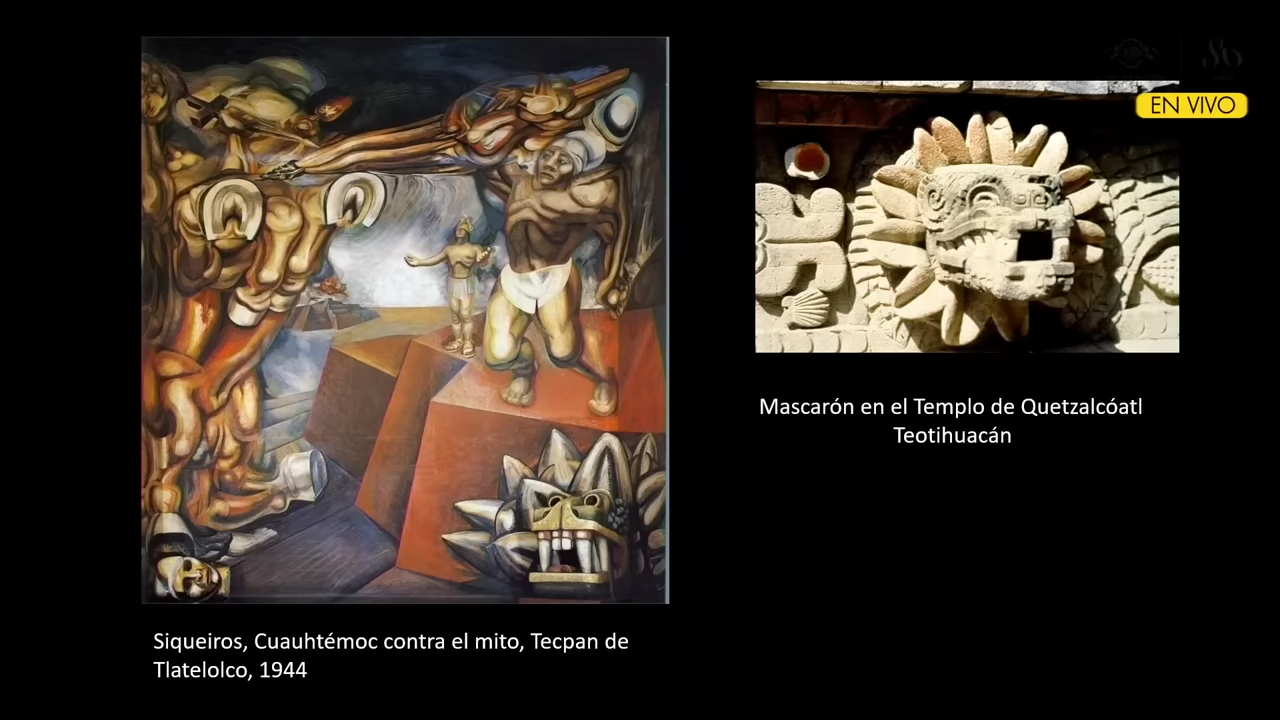 EN VIVO
Mascarón en el Templo de Quetzalcóatl
Teotihuacán
Siqueiros, Cuauhtémoc contra el mito, Tecpan de
Tlatelolco, 1944